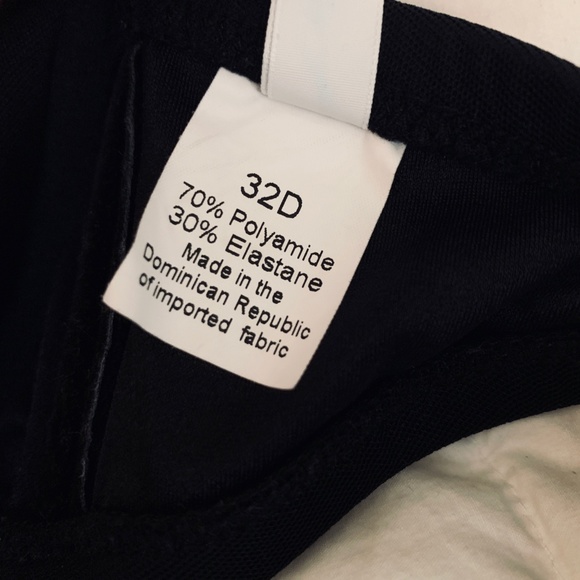 32D
70% Polyamide
30% Elastane
Made in the
Dominican Republic
of imported fabric